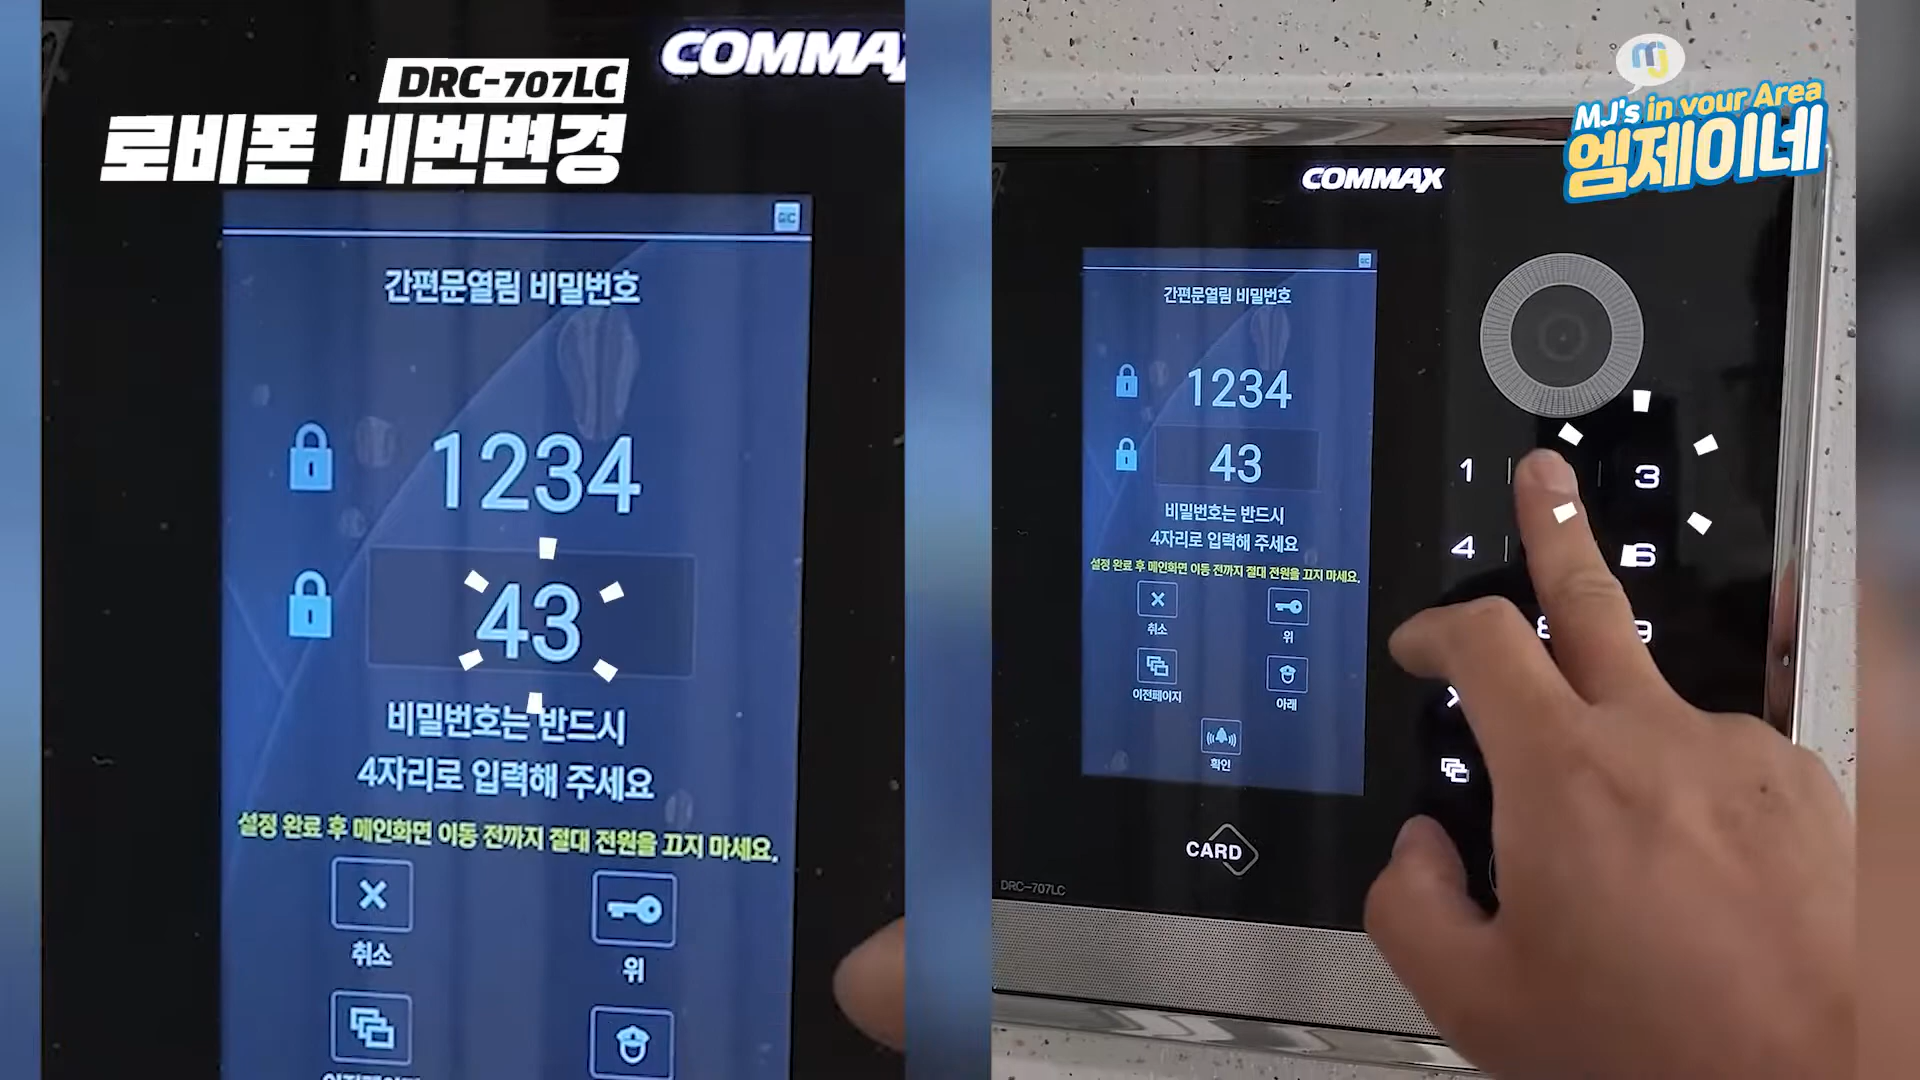 DRC-707LC
로비폰 비번변경
COMMA
GC
간편문열림 비밀번호
1234
43
비밀번호는 반드시
4자리로 입력해 주세요
설정 완료 후 메인화면 이동 전까지 절대 전원을 끄지 마세요.
취소
위
이전페이지
mj
MJ's in your Area
엠제이네
COMMAX
GC
간편문열림 비밀번호
1234
43
비밀번호는 반드시
4자리로 입력해 주세요
설정 완료 후 메인화면 이동 전까지 절대 전원을 끄지 마세요.
취소
위
이전페이지
아래
확인
1
3
4
6
8
9
CARD
DRC-707LC